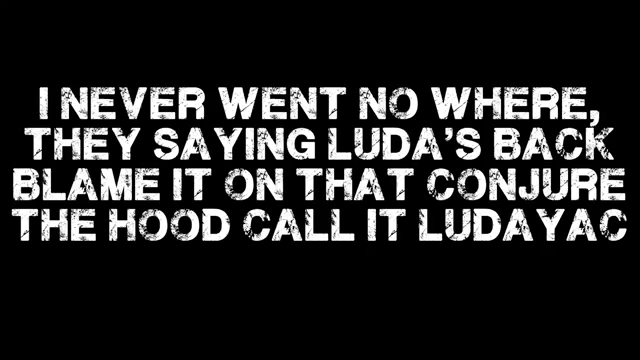 I NEVER WENT NO WHERE,
THEY SAYING LUDA'S BACK
BLAME IT ON THAT CONJURE
THE HOOD CALL IT LUDAYAC